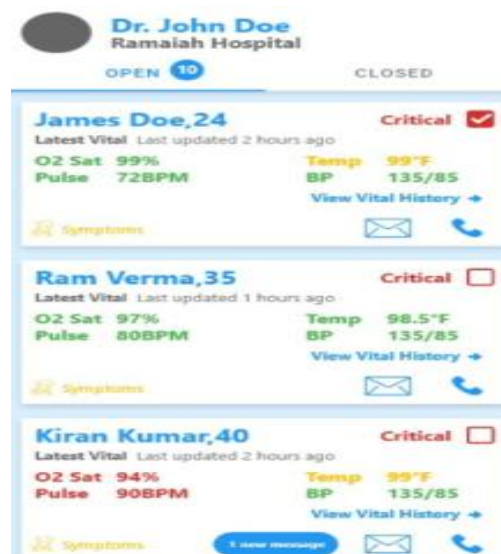 Dr. John Doe
Ramaiah Hospital
OPEN 10 CLOSED
James Doe,24 Critical
Latest Vital Last updated 2 hours ago
O2 Sat 99% Temp 99°F
Pulse 72BPM BP 135/85
View Vital History →
Symptoms
Ram Verma,35 Critical
Latest Vital Last updated 1 hours ago
O2 Sat 97% Temp 98.5°F
Pulse 80BPM BP 135/85
View Vital History →
Symptoms
Kiran Kumar,40 Critical
Latest Vital Last updated 2 hours ago
O2 Sat 94% Temp 99°F
Pulse 90BPM BP 135/85
View Vital History →
Symptoms 1 new message